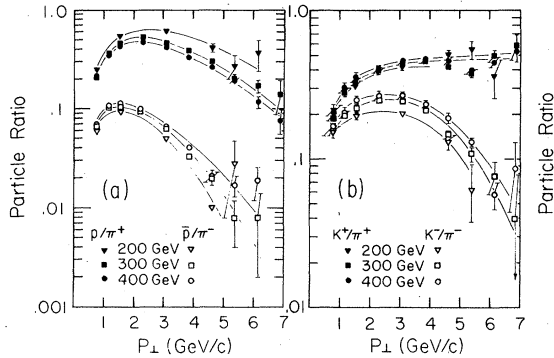 Particle Ratio
1.0
.1
.01
.001
(a)
p/π⁺ p̄/π⁻
200 GeV
300 GeV
400 GeV
1 2 3 4 5 6 7
P⊥ (GeV/c)
Particle Ratio
1.0
.1
.01
(b)
K⁺/π⁺ K⁻/π⁻
200 GeV
300 GeV
400 GeV
1 2 3 4 5 6 7
P⊥ (GeV/c)